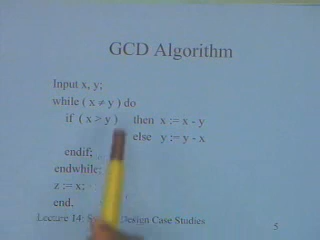 GCD Algorithm
Input x, y;
while ( x ≠ y ) do
if ( x > y ) then x := x - y
else y := y - x
endif;
endwhile;
z := x;
end,
Lecture 14: Design Case Studies
5